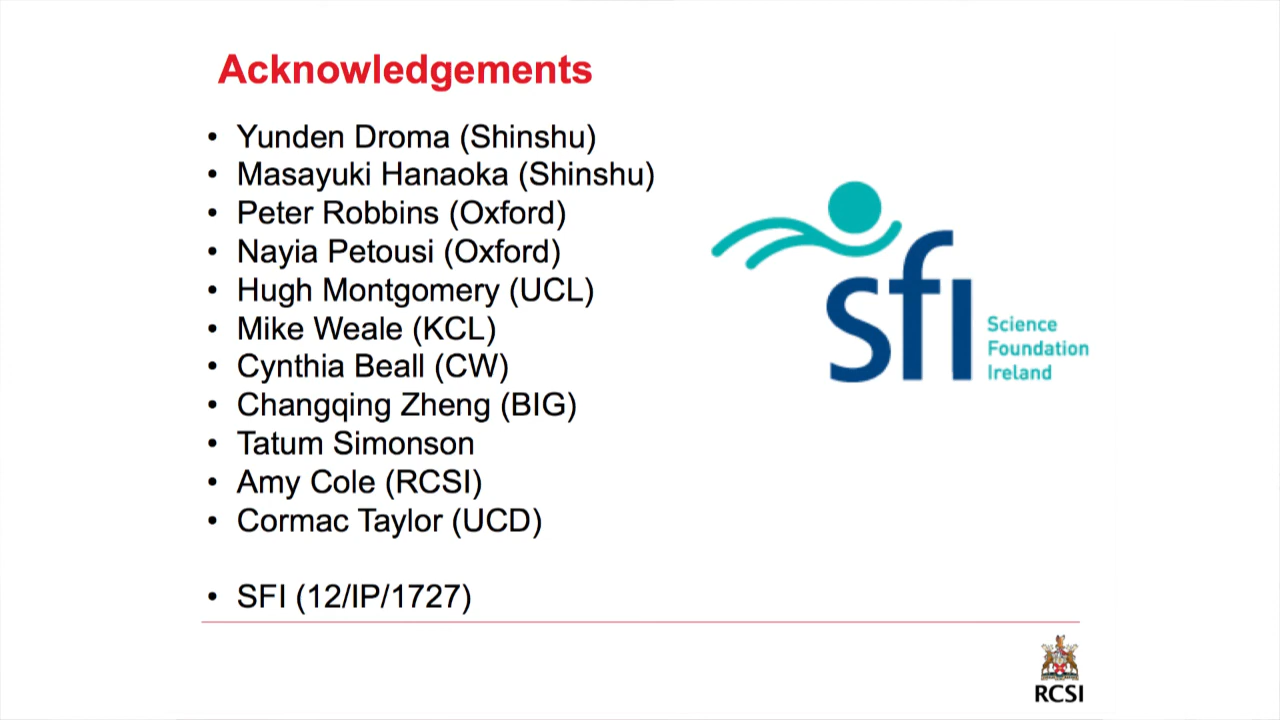 Acknowledgements
• Yunden Droma (Shinshu)
• Masayuki Hanaoka (Shinshu)
• Peter Robbins (Oxford)
• Nayia Petousi (Oxford)
• Hugh Montgomery (UCL)
• Mike Weale (KCL)
• Cynthia Beall (CW)
• Changqing Zheng (BIG)
• Tatum Simonson
• Amy Cole (RCSI)
• Cormac Taylor (UCD)
• SFI (12/IP/1727)
sfi
Science
Foundation
Ireland
RCSI